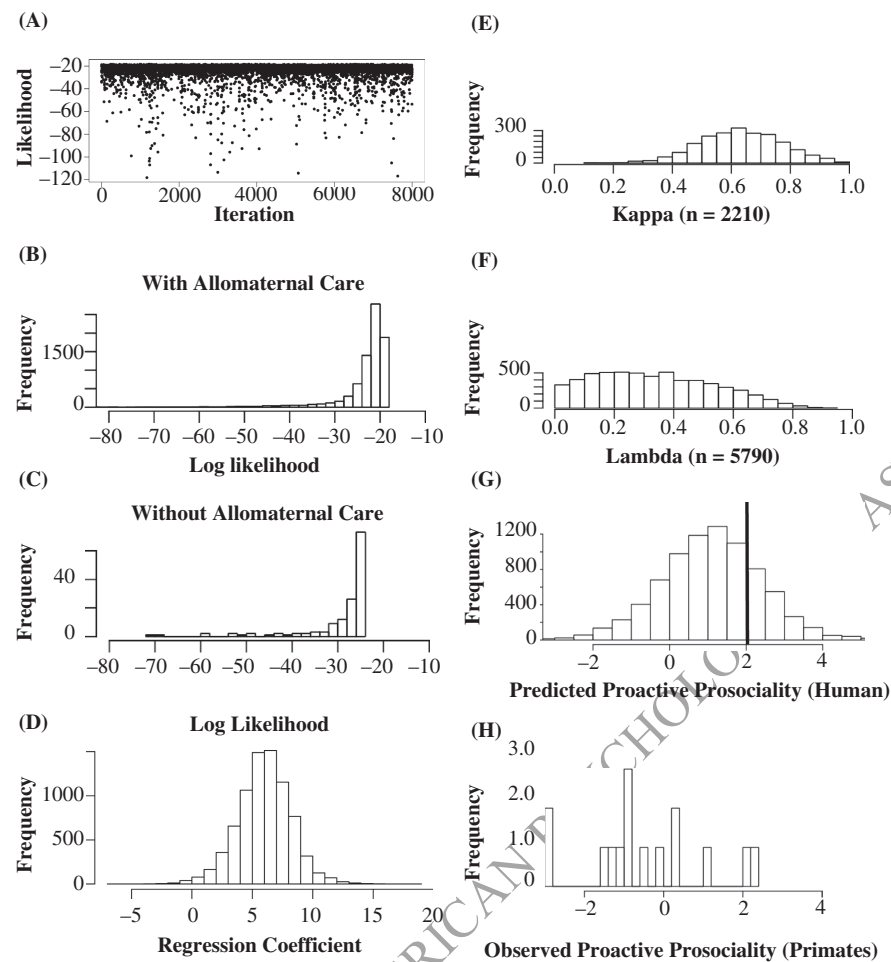 (A)
Likelihood
−20
−40
−60
−80
−100
−120
0 2000 4000 6000 8000
Iteration
(B)
With Allomaternal Care
Frequency
1500
0
−80 −70 −60 −50 −40 −30 −20 −10
Log likelihood
(C)
Without Allomaternal Care
Frequency
40
0
−80 −70 −60 −50 −40 −30 −20 −10
(D)
Log Likelihood
Frequency
1000
500
0
−5 0 5 10 15 20
Regression Coefficient
(E)
Frequency
300
0
0.0 0.2 0.4 0.6 0.8 1.0
Kappa (n = 2210)
(F)
Frequency
500
0
0.0 0.2 0.4 0.6 0.8 1.0
Lambda (n = 5790)
(G)
Frequency
1200
800
400
0
−2 0 2 4
Predicted Proactive Prosociality (Human)
(H)
Frequency
3.0
2.0
1.0
0.0
−2 0 2 4
Observed Proactive Prosociality (Primates)